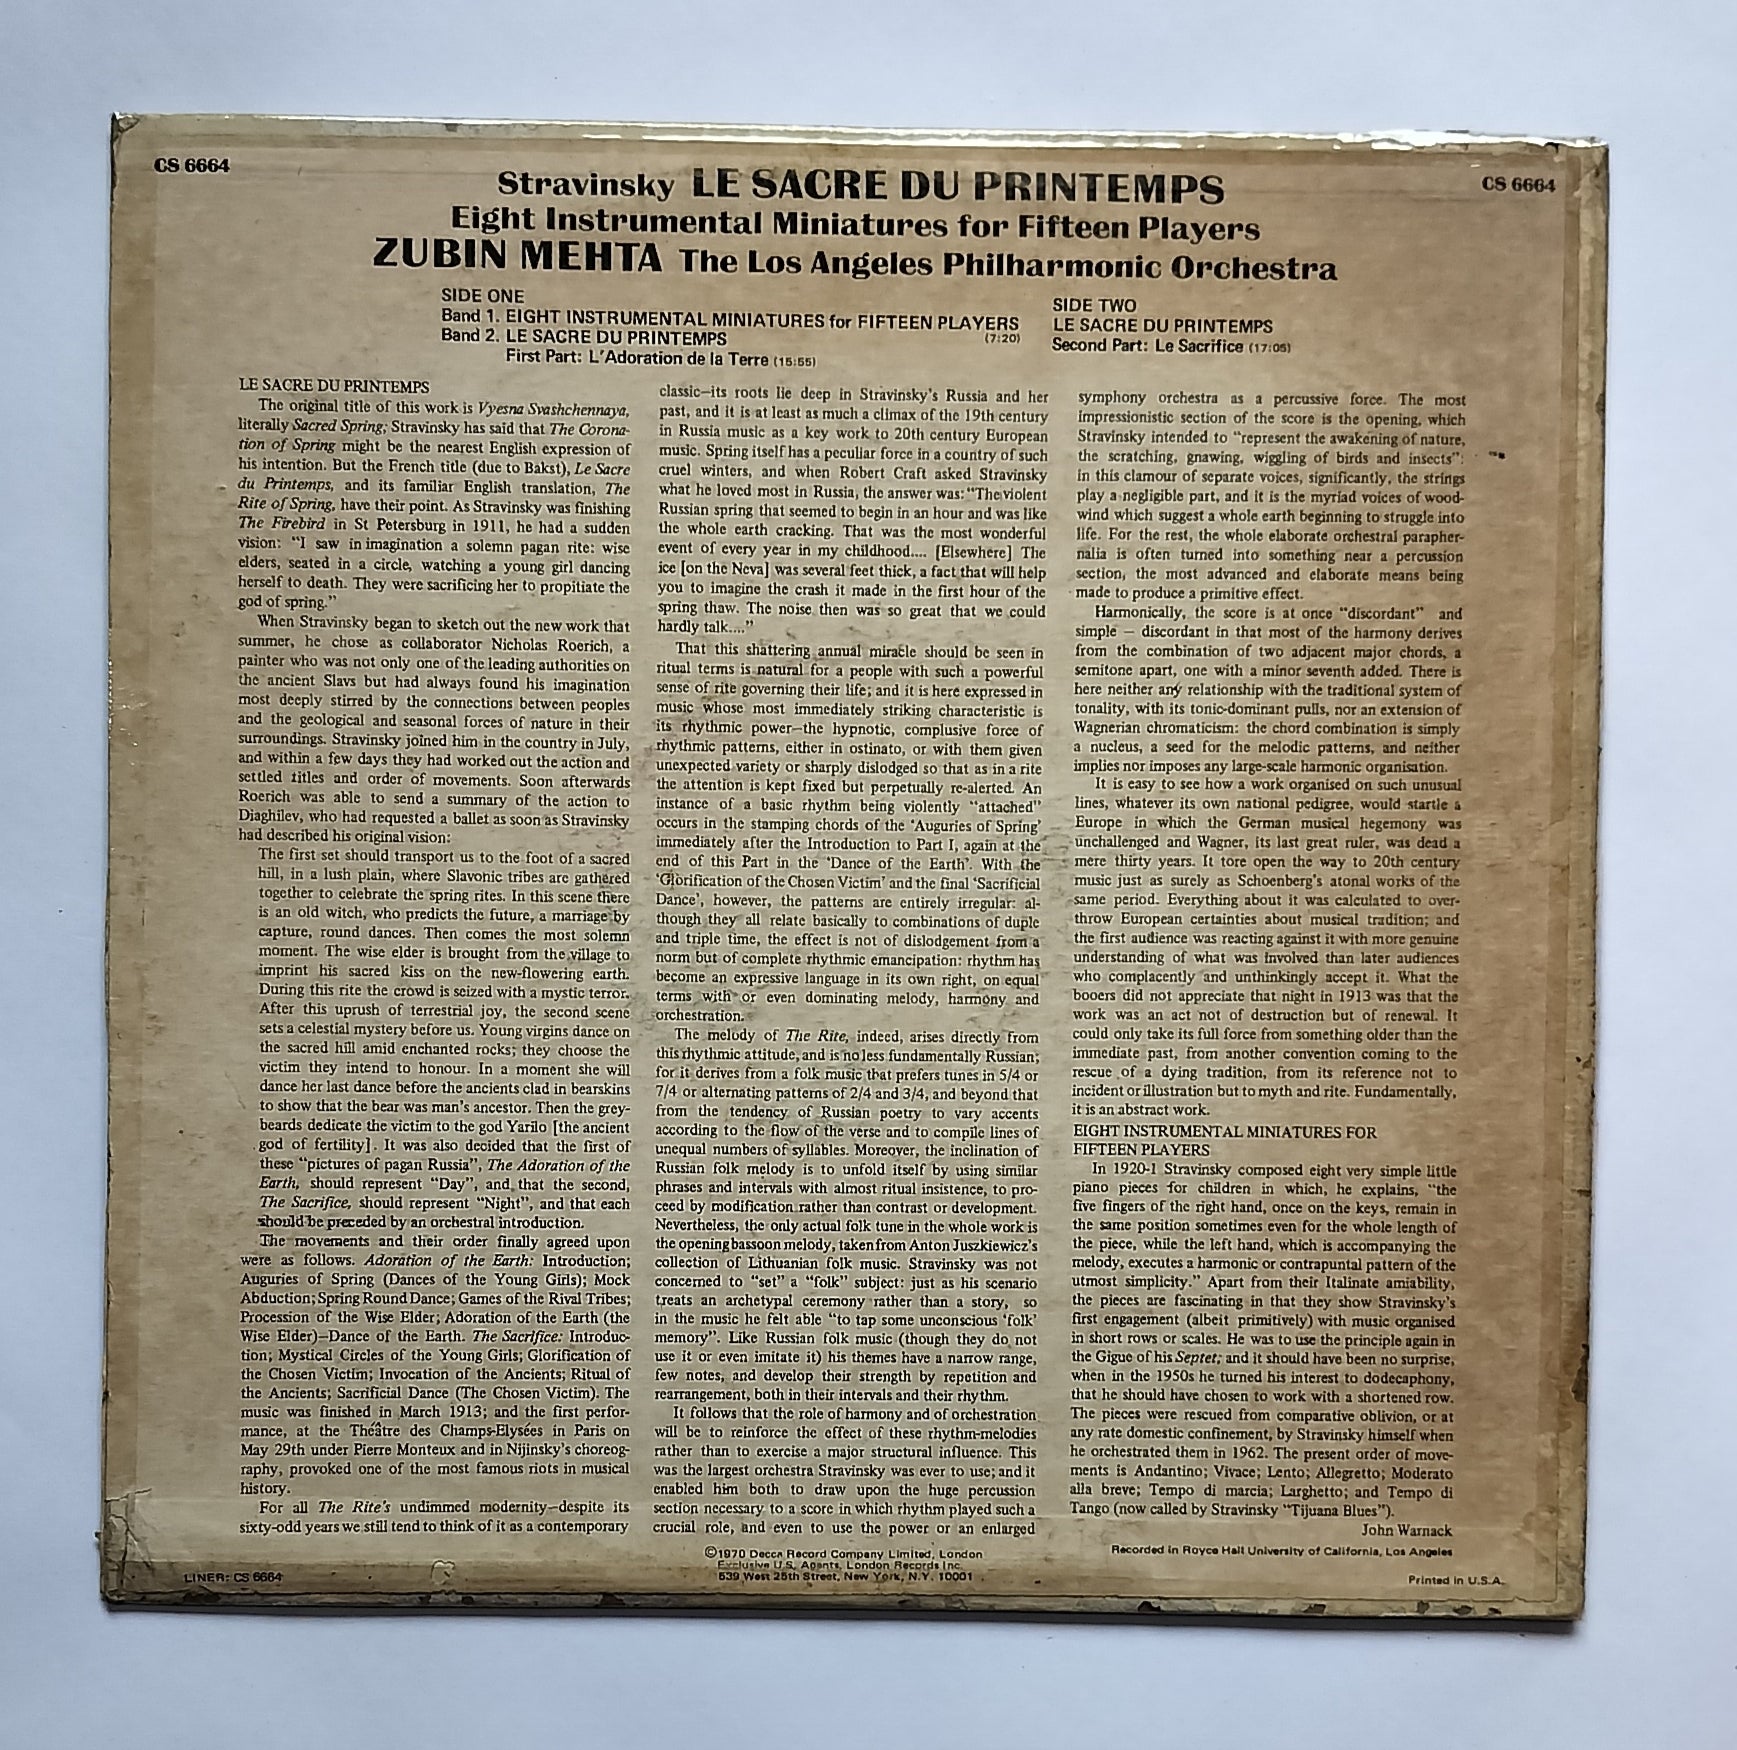 CS 6664
CS 6664
Stravinsky LE SACRE DU PRINTEMPS
Eight Instrumental Miniatures for Fifteen Players
ZUBIN MEHTA The Los Angeles Philharmonic Orchestra
SIDE ONE
Band 1. EIGHT INSTRUMENTAL MINIATURES for FIFTEEN PLAYERS
(7:20)
Band 2. LE SACRE DU PRINTEMPS
First Part: L'Adoration de la Terre (15:55)
SIDE TWO
LE SACRE DU PRINTEMPS
Second Part: Le Sacrifice (17:05)
LE SACRE DU PRINTEMPS
The original title of this work is Vyesna Svashchennaya,
literally Sacred Spring; Stravinsky has said that The Corona-
tion of Spring might be the nearest English expression of
his intention. But the French title (due to Bakst), Le Sacre
du Printemps, and its familiar English translation, The
Rite of Spring, have their point. As Stravinsky was finishing
The Firebird in St Petersburg in 1911, he had a sudden
vision: "I saw in imagination a solemn pagan rite: wise
elders, seated in a circle, watching a young girl dancing
herself to death. They were sacrificing her to propitiate the
god of spring."
When Stravinsky began to sketch out the new work that
summer, he chose as collaborator Nicholas Roerich, a
painter who was not only one of the leading authorities on
the ancient Slavs but had always found his imagination
most deeply stirred by the connections between peoples
and the geological and seasonal forces of nature in their
surroundings. Stravinsky joined him in the country in July,
and within a few days they had worked out the action and
settled titles and order of movements. Soon afterwards
Roerich was able to send a summary of the action to
Diaghilev, who had requested a ballet as soon as Stravinsky
had described his original vision:
The first set should transport us to the foot of a sacred
hill, in a lush plain, where Slavonic tribes are gathered
together to celebrate the spring rites. In this scene there
is an old witch, who predicts the future, a marriage by
capture, round dances. Then comes the most solemn
moment. The wise elder is brought from the village to
imprint his sacred kiss on the new-flowering earth.
During this rite the crowd is seized with a mystic terror.
After this uprush of terrestrial joy, the second scene
sets a celestial mystery before us. Young virgins dance on
the sacred hill amid enchanted rocks; they choose the
victim they intend to honour. In a moment she will
dance her last dance before the ancients clad in bearskins
to show that the bear was man's ancestor. Then the grey-
beards dedicate the victim to the god Yarilo [the ancient
god of fertility]. It was also decided that the first of
these "pictures of pagan Russia", The Adoration of the
Earth, should represent "Day", and that the second,
The Sacrifice, should represent "Night", and that each
should be preceded by an orchestral introduction.
The movements and their order finally agreed upon
were as follows. Adoration of the Earth: Introduction;
Auguries of Spring (Dances of the Young Girls); Mock
Abduction; Spring Round Dance; Games of the Rival Tribes;
Procession of the Wise Elder; Adoration of the Earth (the
Wise Elder)—Dance of the Earth. The Sacrifice: Introduc-
tion; Mystical Circles of the Young Girls; Glorification of
the Chosen Victim; Invocation of the Ancients; Ritual of
the Ancients; Sacrificial Dance (The Chosen Victim). The
music was finished in March 1913; and the first perfor-
mance, at the Théâtre des Champs-Elysées in Paris on
May 29th under Pierre Monteux and in Nijinsky's choreog-
raphy, provoked one of the most famous riots in musical
history.
For all The Rite's undimmed modernity—despite its
sixty-odd years we still tend to think of it as a contemporary
classic—its roots lie deep in Stravinsky's Russia and her
past, and it is at least as much a climax of the 19th century
in Russia music as a key work to 20th century European
music. Spring itself has a peculiar force in a country of such
cruel winters, and when Robert Craft asked Stravinsky
what he loved most in Russia, the answer was: "The violent
Russian spring that seemed to begin in an hour and was like
the whole earth cracking. That was the most wonderful
event of every year in my childhood.... [Elsewhere] The
ice [on the Neva] was several feet thick, a fact that will help
you to imagine the crash it made in the first hour of the
spring thaw. The noise then was so great that we could
hardly talk...."
That this shattering annual miracle should be seen in
ritual terms is natural for a people with such a powerful
sense of rite governing their life; and it is here expressed in
music whose most immediately striking characteristic is
its rhythmic power—the hypnotic, complusive force of
rhythmic patterns, either in ostinato, or with them given
unexpected variety or sharply dislodged so that as in a rite
the attention is kept fixed but perpetually re-alerted. An
instance of a basic rhythm being violently "attached"
occurs in the stamping chords of the 'Auguries of Spring'
immediately after the Introduction to Part I, again at the
end of this Part in the 'Dance of the Earth'. With the
'Glorification of the Chosen Victim' and the final 'Sacrificial
Dance', however, the patterns are entirely irregular: al-
though they all relate basically to combinations of duple
and triple time, the effect is not of dislodgement from a
norm but of complete rhythmic emancipation: rhythm has
become an expressive language in its own right, on equal
terms with or even dominating melody, harmony and
orchestration.
The melody of The Rite, indeed, arises directly from
this rhythmic attitude, and is no less fundamentally Russian;
for it derives from a folk music that prefers tunes in 5/4 or
7/4 or alternating patterns of 2/4 and 3/4, and beyond that
from the tendency of Russian poetry to vary accents
according to the flow of the verse and to compile lines of
unequal numbers of syllables. Moreover, the inclination of
Russian folk melody is to unfold itself by using similar
phrases and intervals with almost ritual insistence, to pro-
ceed by modification rather than contrast or development.
Nevertheless, the only actual folk tune in the whole work is
the opening bassoon melody, taken from Anton Juszkiewicz's
collection of Lithuanian folk music. Stravinsky was not
concerned to "set" a "folk" subject: just as his scenario
treats an archetypal ceremony rather than a story, so
in the music he felt able "to tap some unconscious 'folk'
memory". Like Russian folk music (though they do not
use it or even imitate it) his themes have a narrow range,
few notes, and develop their strength by repetition and
rearrangement, both in their intervals and their rhythm.
It follows that the role of harmony and of orchestration
will be to reinforce the effect of these rhythm-melodies
rather than to exercise a major structural influence. This
was the largest orchestra Stravinsky was ever to use; and it
enabled him both to draw upon the huge percussion
section necessary to a score in which rhythm played such a
crucial role, and even to use the power or an enlarged
symphony orchestra as a percussive force. The most
impressionistic section of the score is the opening, which
Stravinsky intended to "represent the awakening of nature,
the scratching, gnawing, wiggling of birds and insects":
in this clamour of separate voices, significantly, the strings
play a negligible part, and it is the myriad voices of wood-
wind which suggest a whole earth beginning to struggle into
life. For the rest, the whole elaborate orchestral parapher-
nalia is often turned into something near a percussion
section, the most advanced and elaborate means being
made to produce a primitive effect.
Harmonically, the score is at once "discordant" and
simple — discordant in that most of the harmony derives
from the combination of two adjacent major chords, a
semitone apart, one with a minor seventh added. There is
here neither any relationship with the traditional system of
tonality, with its tonic-dominant pulls, nor an extension of
Wagnerian chromaticism: the chord combination is simply
a nucleus, a seed for the melodic patterns, and neither
implies nor imposes any large-scale harmonic organisation.
It is easy to see how a work organised on such unusual
lines, whatever its own national pedigree, would startle a
Europe in which the German musical hegemony was
unchallenged and Wagner, its last great ruler, was dead a
mere thirty years. It tore open the way to 20th century
music just as surely as Schoenberg's atonal works of the
same period. Everything about it was calculated to over-
throw European certainties about musical tradition; and
the first audience was reacting against it with more genuine
understanding of what was involved than later audiences
who complacently and unthinkingly accept it. What the
booers did not appreciate that night in 1913 was that the
work was an act not of destruction but of renewal. It
could only take its full force from something older than the
immediate past, from another convention coming to the
rescue of a dying tradition, from its reference not to
incident or illustration but to myth and rite. Fundamentally,
it is an abstract work.
EIGHT INSTRUMENTAL MINIATURES FOR
FIFTEEN PLAYERS
In 1920-1 Stravinsky composed eight very simple little
piano pieces for children in which, he explains, "the
five fingers of the right hand, once on the keys, remain in
the same position sometimes even for the whole length of
the piece, while the left hand, which is accompanying the
melody, executes a harmonic or contrapuntal pattern of the
utmost simplicity." Apart from their Italinate amiability,
the pieces are fascinating in that they show Stravinsky's
first engagement (albeit primitively) with music organised
in short rows or scales. He was to use the principle again in
the Gigue of his Septet; and it should have been no surprise,
when in the 1950s he turned his interest to dodecaphony,
that he should have chosen to work with a shortened row.
The pieces were rescued from comparative oblivion, or at
any rate domestic confinement, by Stravinsky himself when
he orchestrated them in 1962. The present order of move-
ments is Andantino; Vivace; Lento; Allegretto; Moderato
alla breve; Tempo di marcia; Larghetto; and Tempo di
Tango (now called by Stravinsky "Tijuana Blues").
John Warnack
Recorded in Royce Hall University of California, Los Angeles
©1970 Decca Record Company Limited, London
Exclusive U.S. Agents, London Records Inc.
539 West 25th Street, New York, N.Y. 10001
LINER: CS 6664
Printed in U.S.A.